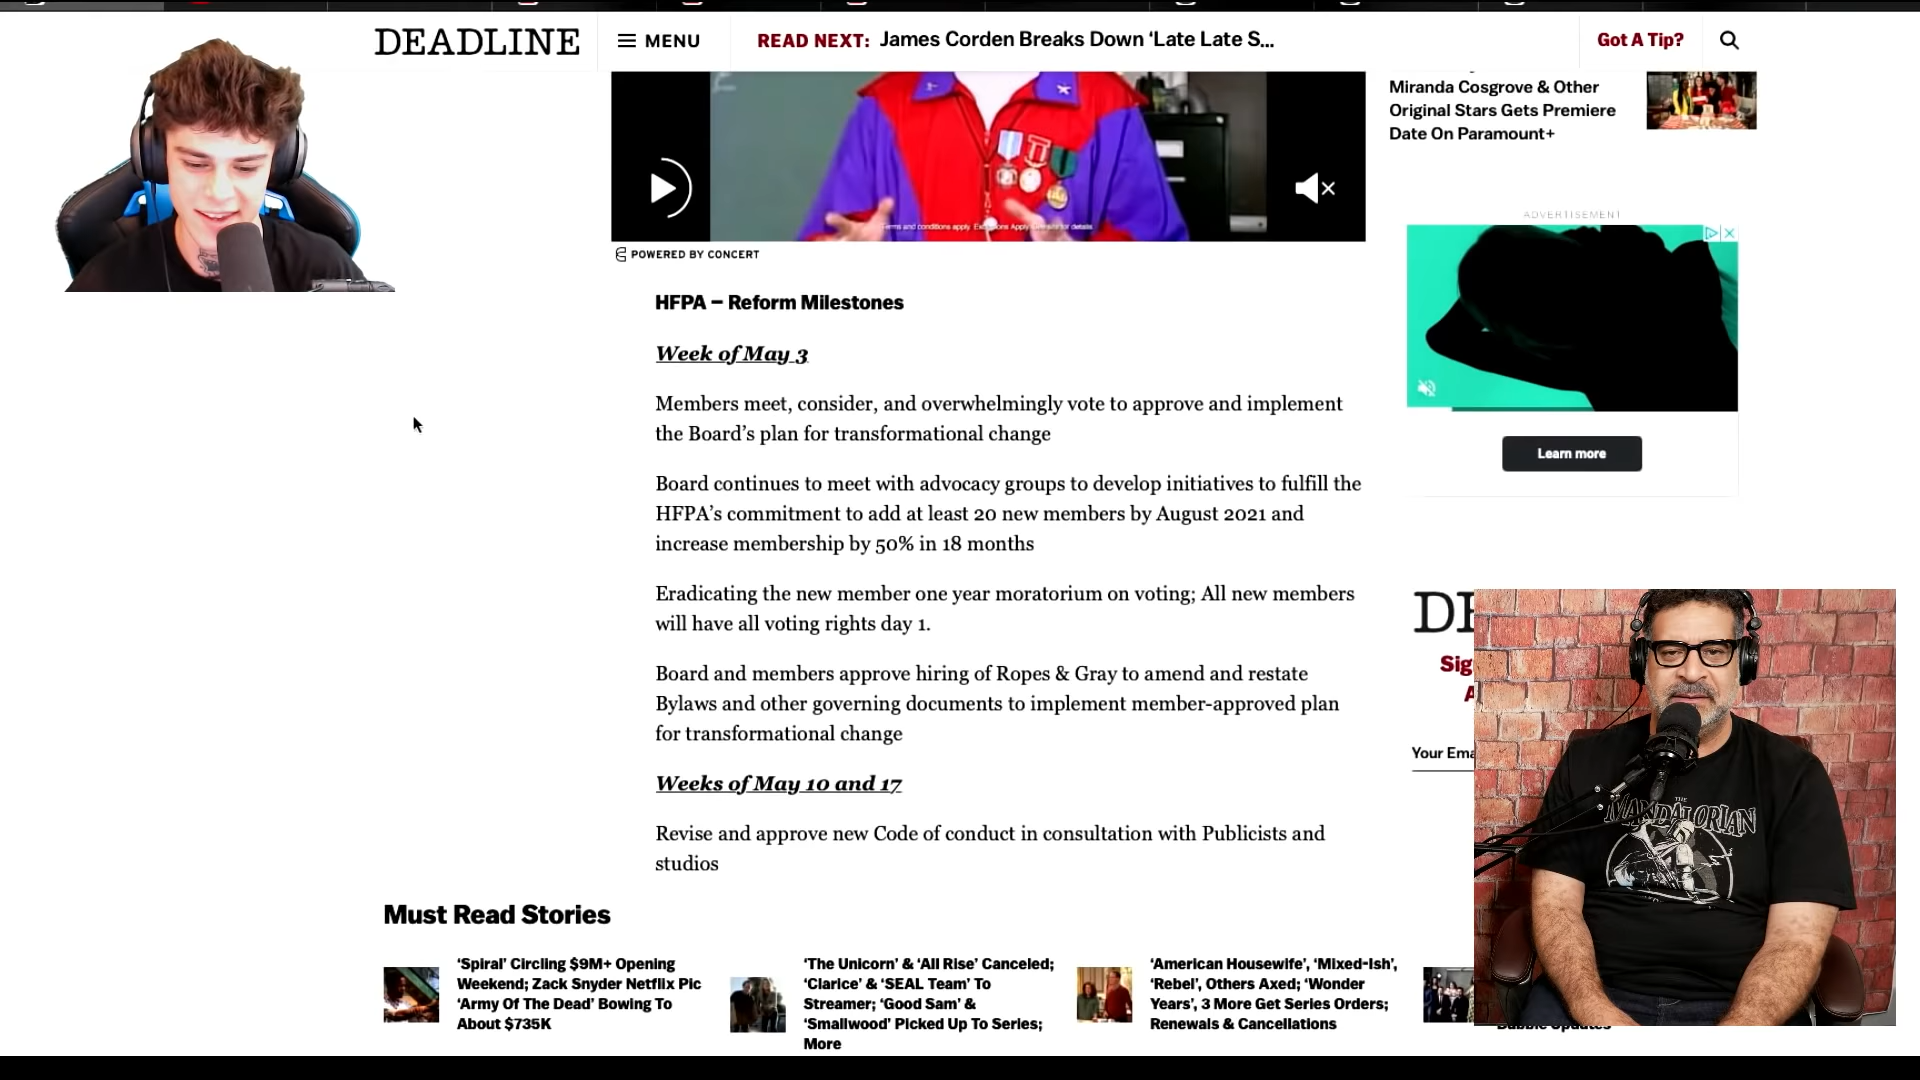 DEADLINE
MENU
READ NEXT: James Corden Breaks Down ‘Late Late S...
Got A Tip?
Miranda Cosgrove & Other
Original Stars Gets Premiere
Date On Paramount+
Terms and conditions apply.
POWERED BY CONCERT
ADVERTISEMENT
Learn more
HFPA – Reform Milestones
Week of May 3
Members meet, consider, and overwhelmingly vote to approve and implement
the Board’s plan for transformational change
Board continues to meet with advocacy groups to develop initiatives to fulfill the
HFPA’s commitment to add at least 20 new members by August 2021 and
increase membership by 50% in 18 months
Eradicating the new member one year moratorium on voting; All new members
will have all voting rights day 1.
Board and members approve hiring of Ropes & Gray to amend and restate
Bylaws and other governing documents to implement member-approved plan
for transformational change
Weeks of May 10 and 17
Revise and approve new Code of conduct in consultation with Publicists and
studios
Your Ema
THE
MANDALORIAN
Must Read Stories
‘Spiral’ Circling $9M+ Opening
Weekend; Zack Snyder Netflix Pic
‘Army Of The Dead’ Bowing To
About $735K
‘The Unicorn’ & ‘All Rise’ Canceled;
‘Clarice’ & ‘SEAL Team’ To
Streamer; ‘Good Sam’ &
‘Smallwood’ Picked Up To Series;
More
‘American Housewife’, ‘Mixed-Ish’,
‘Rebel’, Others Axed; ‘Wonder
Years’, 3 More Get Series Orders;
Renewals & Cancellations